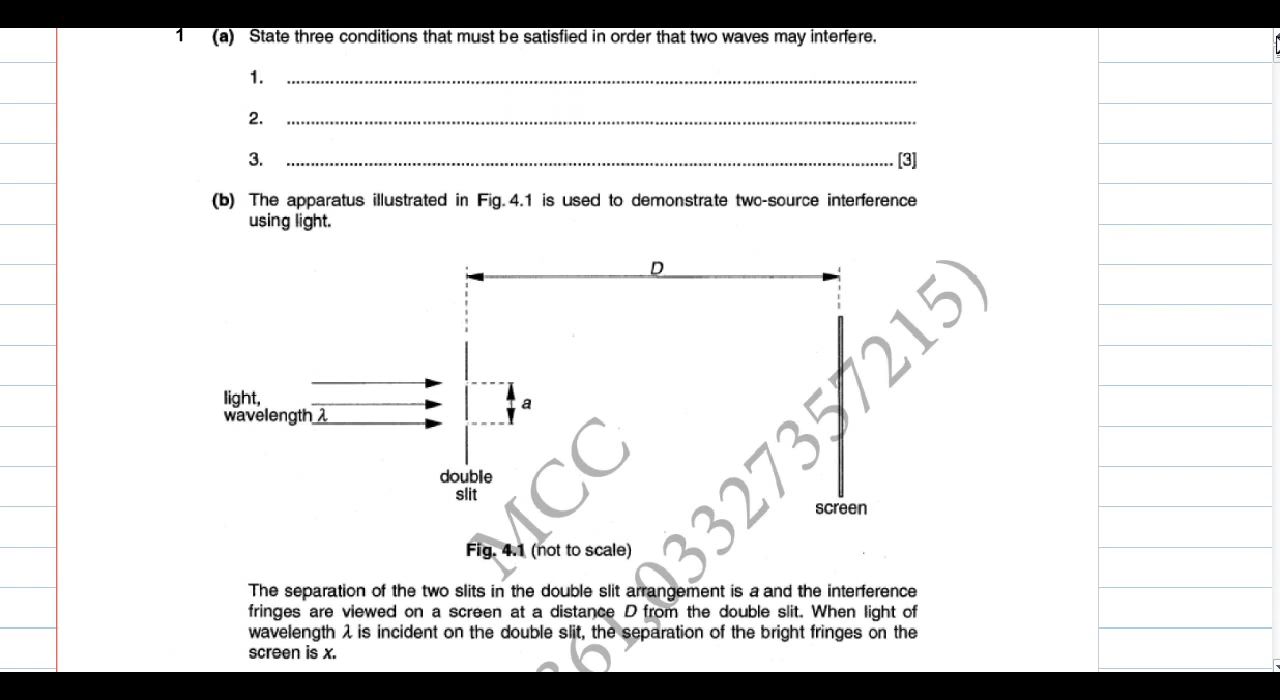 1 (a) State three conditions that must be satisfied in order that two waves may interfere.
1. ........................................................................
2. ........................................................................
3. ........................................................................ [3]
(b) The apparatus illustrated in Fig. 4.1 is used to demonstrate two-source interference
using light.
D
light,
wavelength λ
a
double
slit
screen
Fig. 4.1 (not to scale)
The separation of the two slits in the double slit arrangement is a and the interference
fringes are viewed on a screen at a distance D from the double slit. When light of
wavelength λ is incident on the double slit, the separation of the bright fringes on the
screen is x.
MCC
361,03327357215)